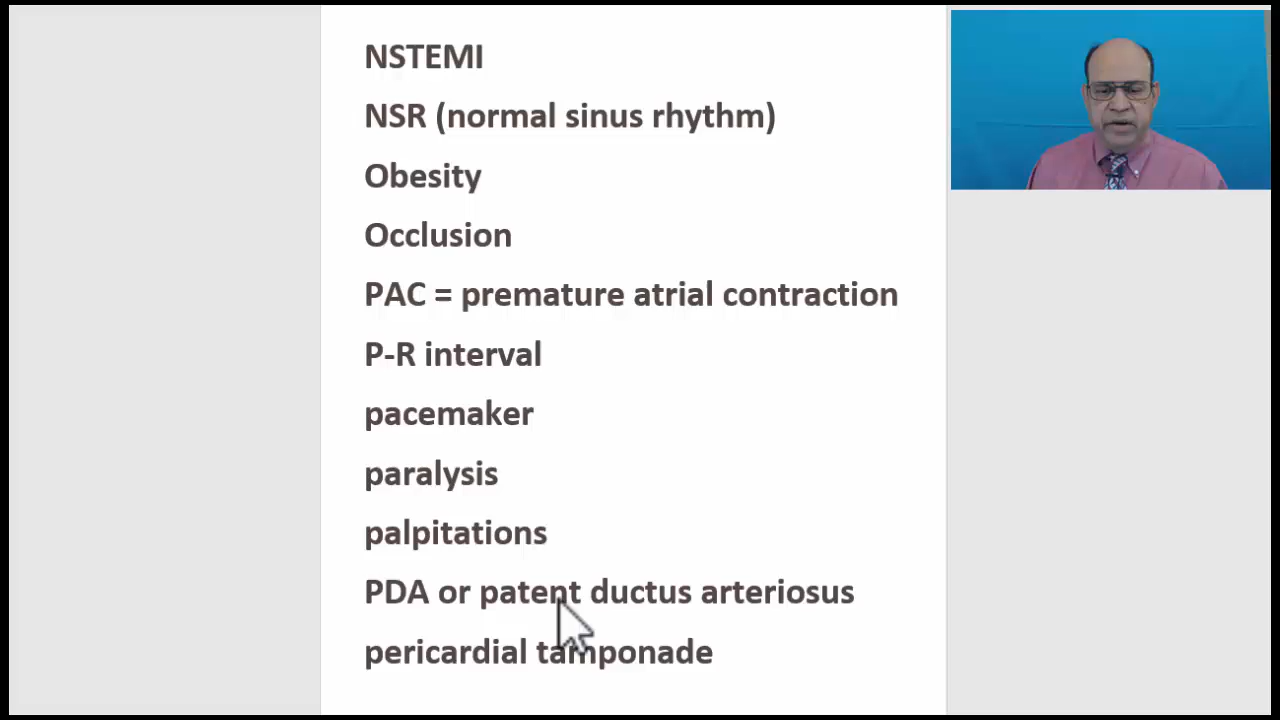 NSTEMI
NSR (normal sinus rhythm)
Obesity
Occlusion
PAC = premature atrial contraction
P-R interval
pacemaker
paralysis
palpitations
PDA or patent ductus arteriosus
pericardial tamponade